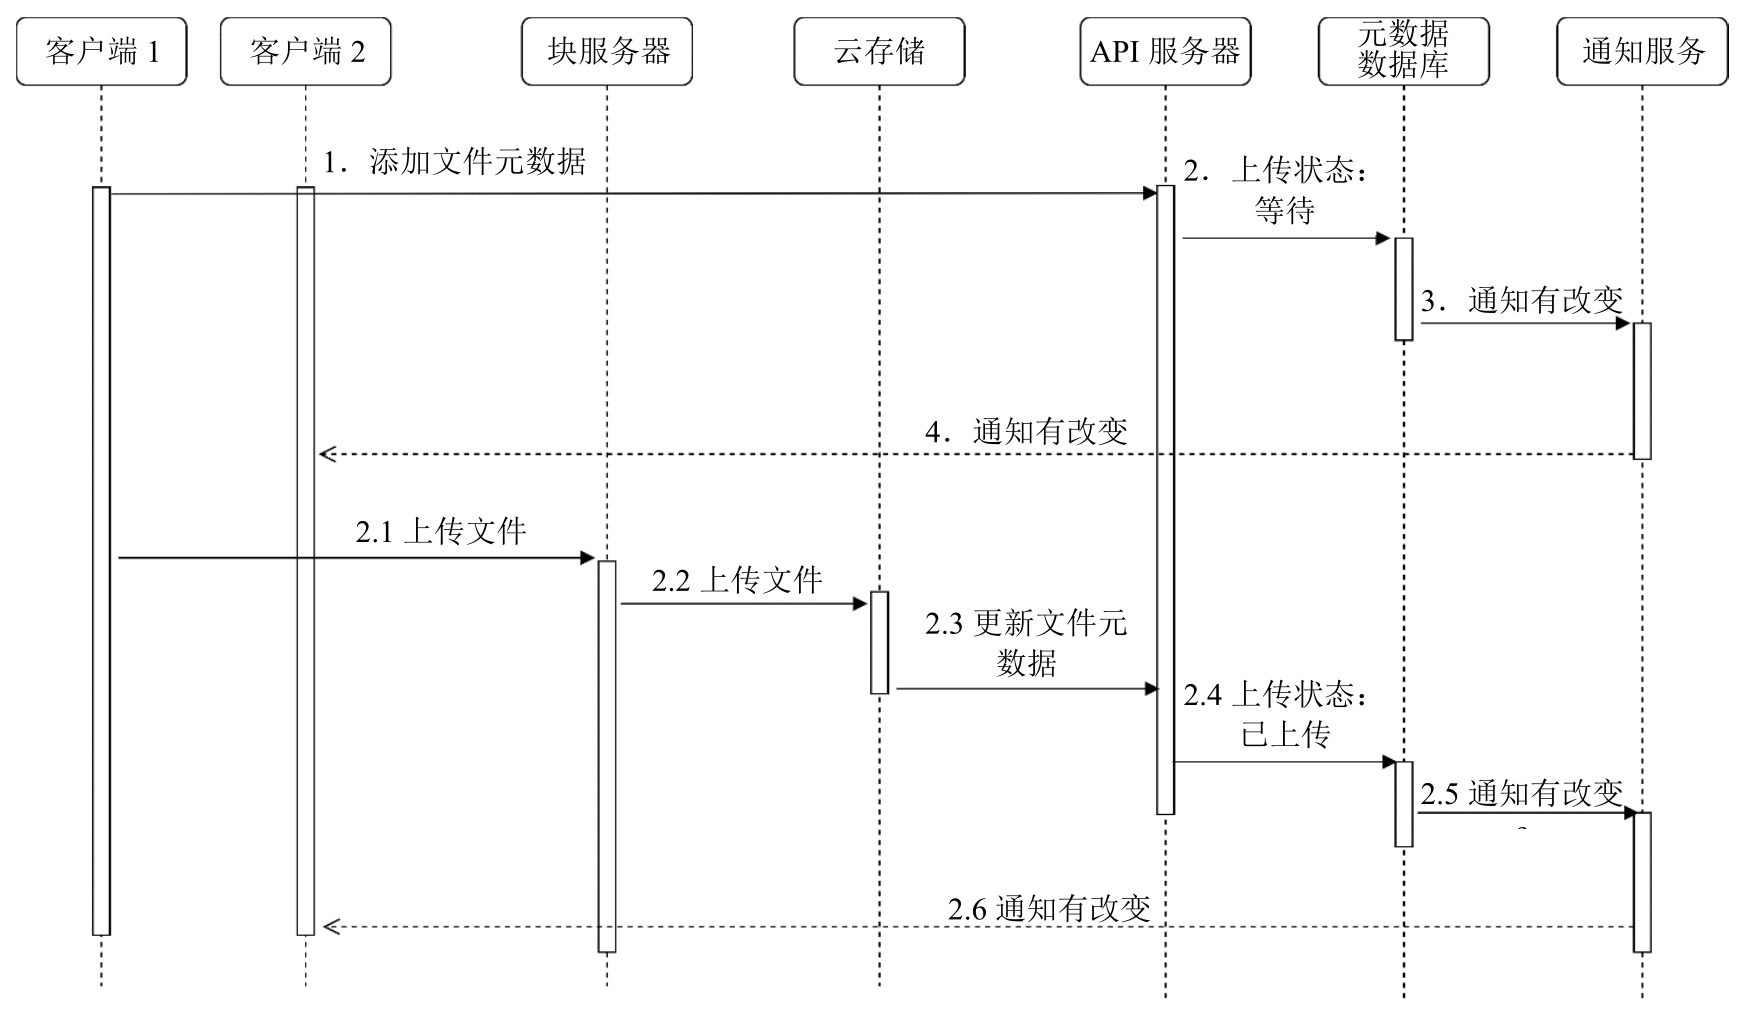 客户端 1
客户端 2
块服务器
云存储
API 服务器
元数据
数据库
通知服务
1．添加文件元数据
2．上传状态：
等待
3．通知有改变
4．通知有改变
2.1 上传文件
2.2 上传文件
2.3 更新文件元
数据
2.4 上传状态：
已上传
2.5 通知有改变
2.6 通知有改变